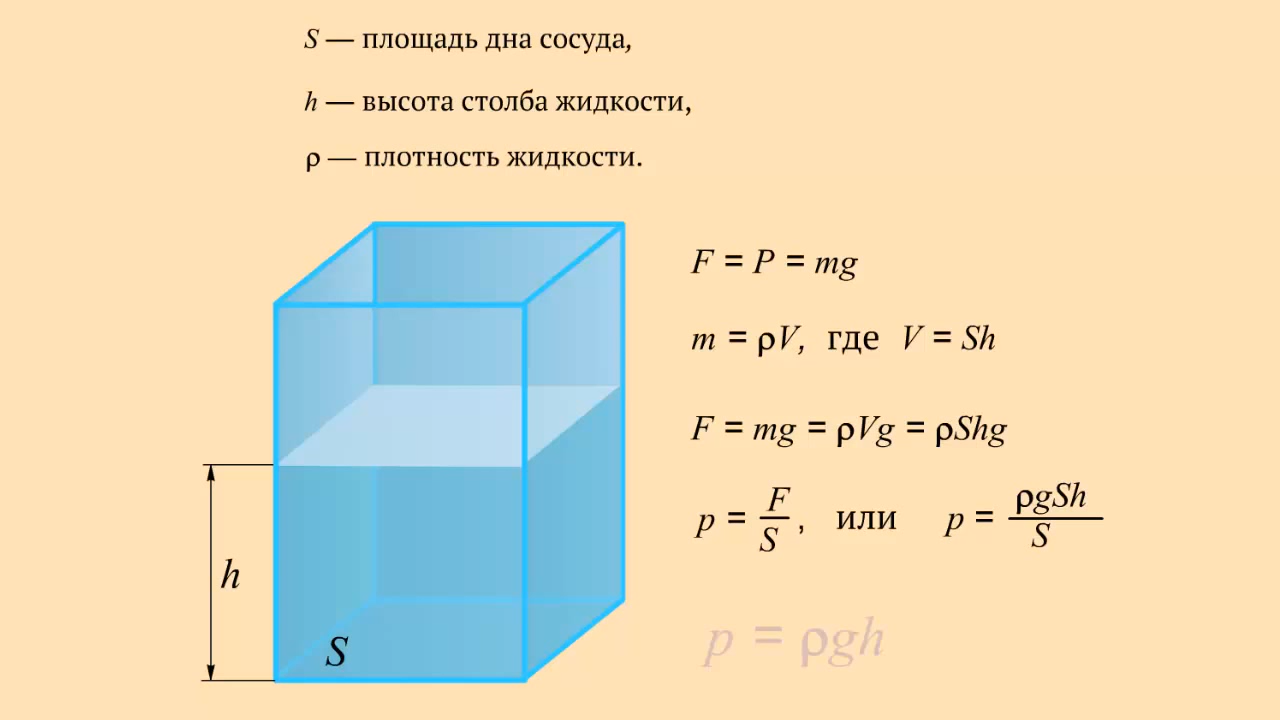 S — площадь дна сосуда,
h — высота столба жидкости,
ρ — плотность жидкости.
F = P = mg
m = ρV, где V = Sh
F = mg = ρVg = ρShg
p = F/S, или p = ρgSh/S
h
S
p = ρgh